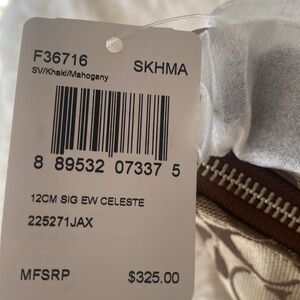 F36716 SKHMA
SV/Khaki/Mahogany
8 89532 07337 5
12CM SIG EW CELESTE
225271JAX
MFSRP $325.00